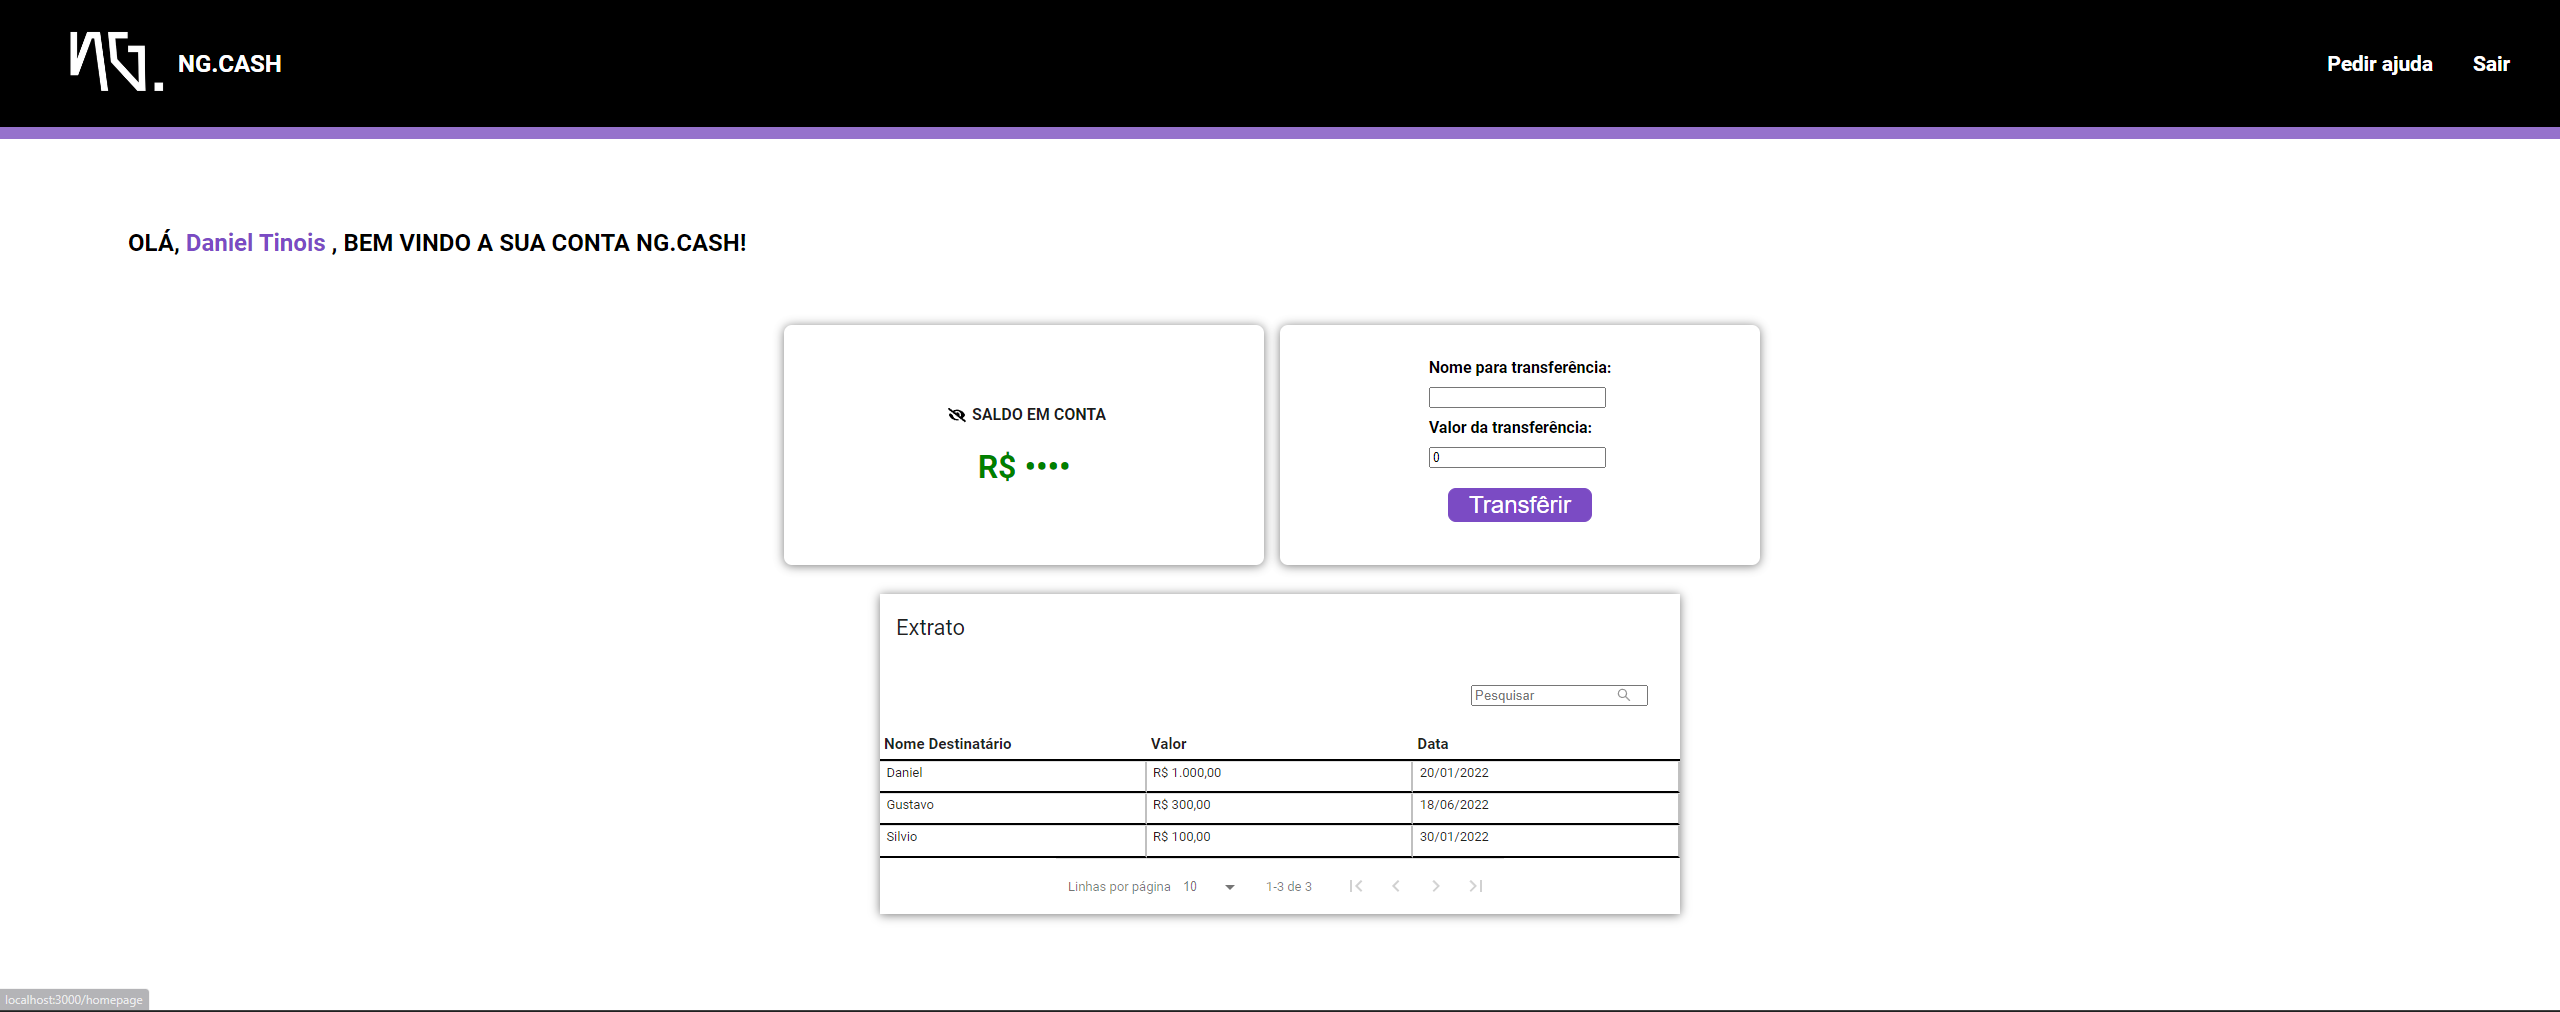 NG. NG.CASH Pedir ajuda Sair
OLÁ, Daniel Tinois , BEM VINDO A SUA CONTA NG.CASH!
SALDO EM CONTA
R$ ••••
Nome para transferência:
Valor da transferência:
0
Transfêrir
Extrato
Pesquisar
Nome Destinatário Valor Data
Daniel R$ 1.000,00 20/01/2022
Gustavo R$ 300,00 18/06/2022
Silvio R$ 100,00 30/01/2022
Linhas por página 10 1-3 de 3
localhost:3000/homepage